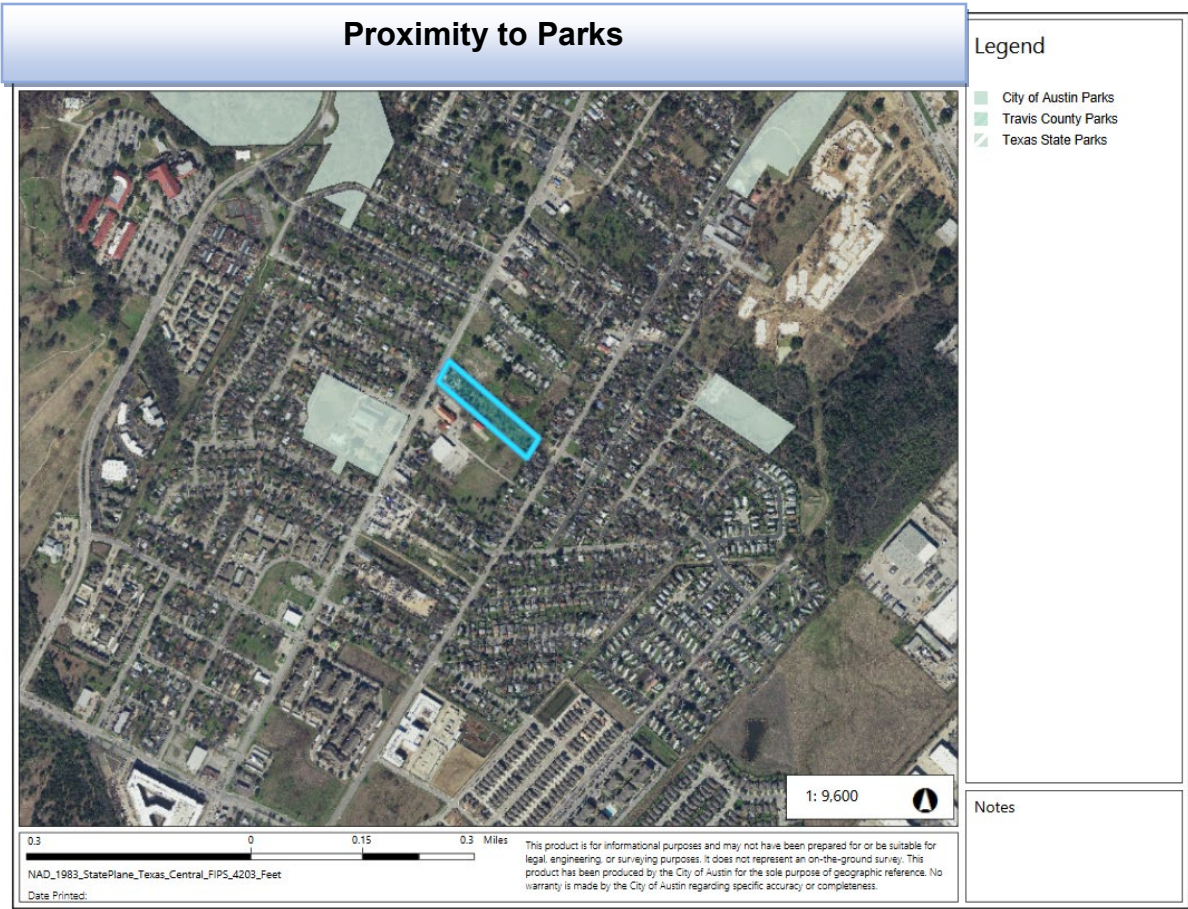 Proximity to Parks
Legend
City of Austin Parks
Travis County Parks
Texas State Parks
1: 9,600
Notes
0.3 0 0.15 0.3 Miles
NAD_1983_StatePlane_Texas_Central_FIPS_4203_Feet
Date Printed:
This product is for informational purposes and may not have been prepared for or be suitable for
legal, engineering, or surveying purposes. It does not represent an on-the-ground survey. This
product has been produced by the City of Austin for the sole purpose of geographic reference. No
warranty is made by the City of Austin regarding specific accuracy or completeness.